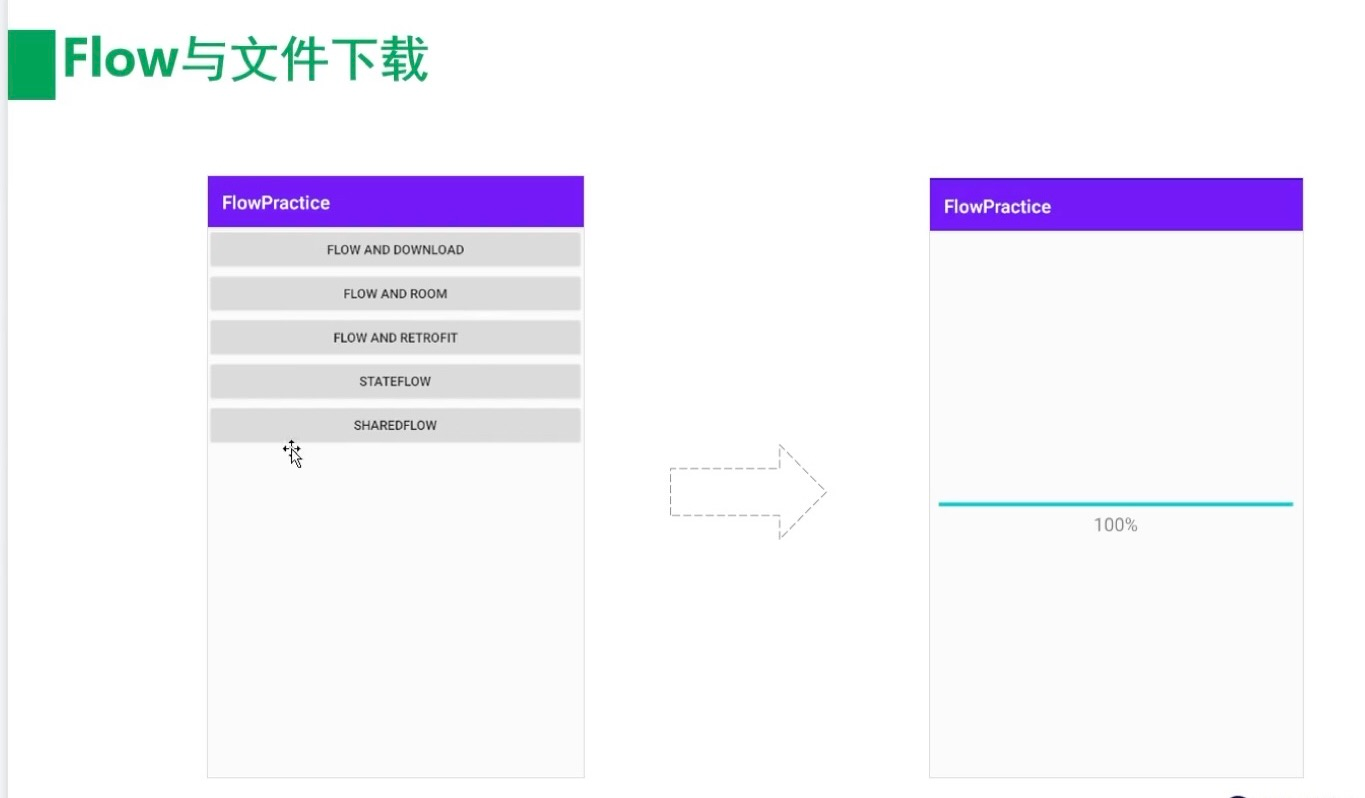 Flow与文件下载
FlowPractice
FLOW AND DOWNLOAD
FLOW AND ROOM
FLOW AND RETROFIT
STATEFLOW
SHAREDFLOW
FlowPractice
100%